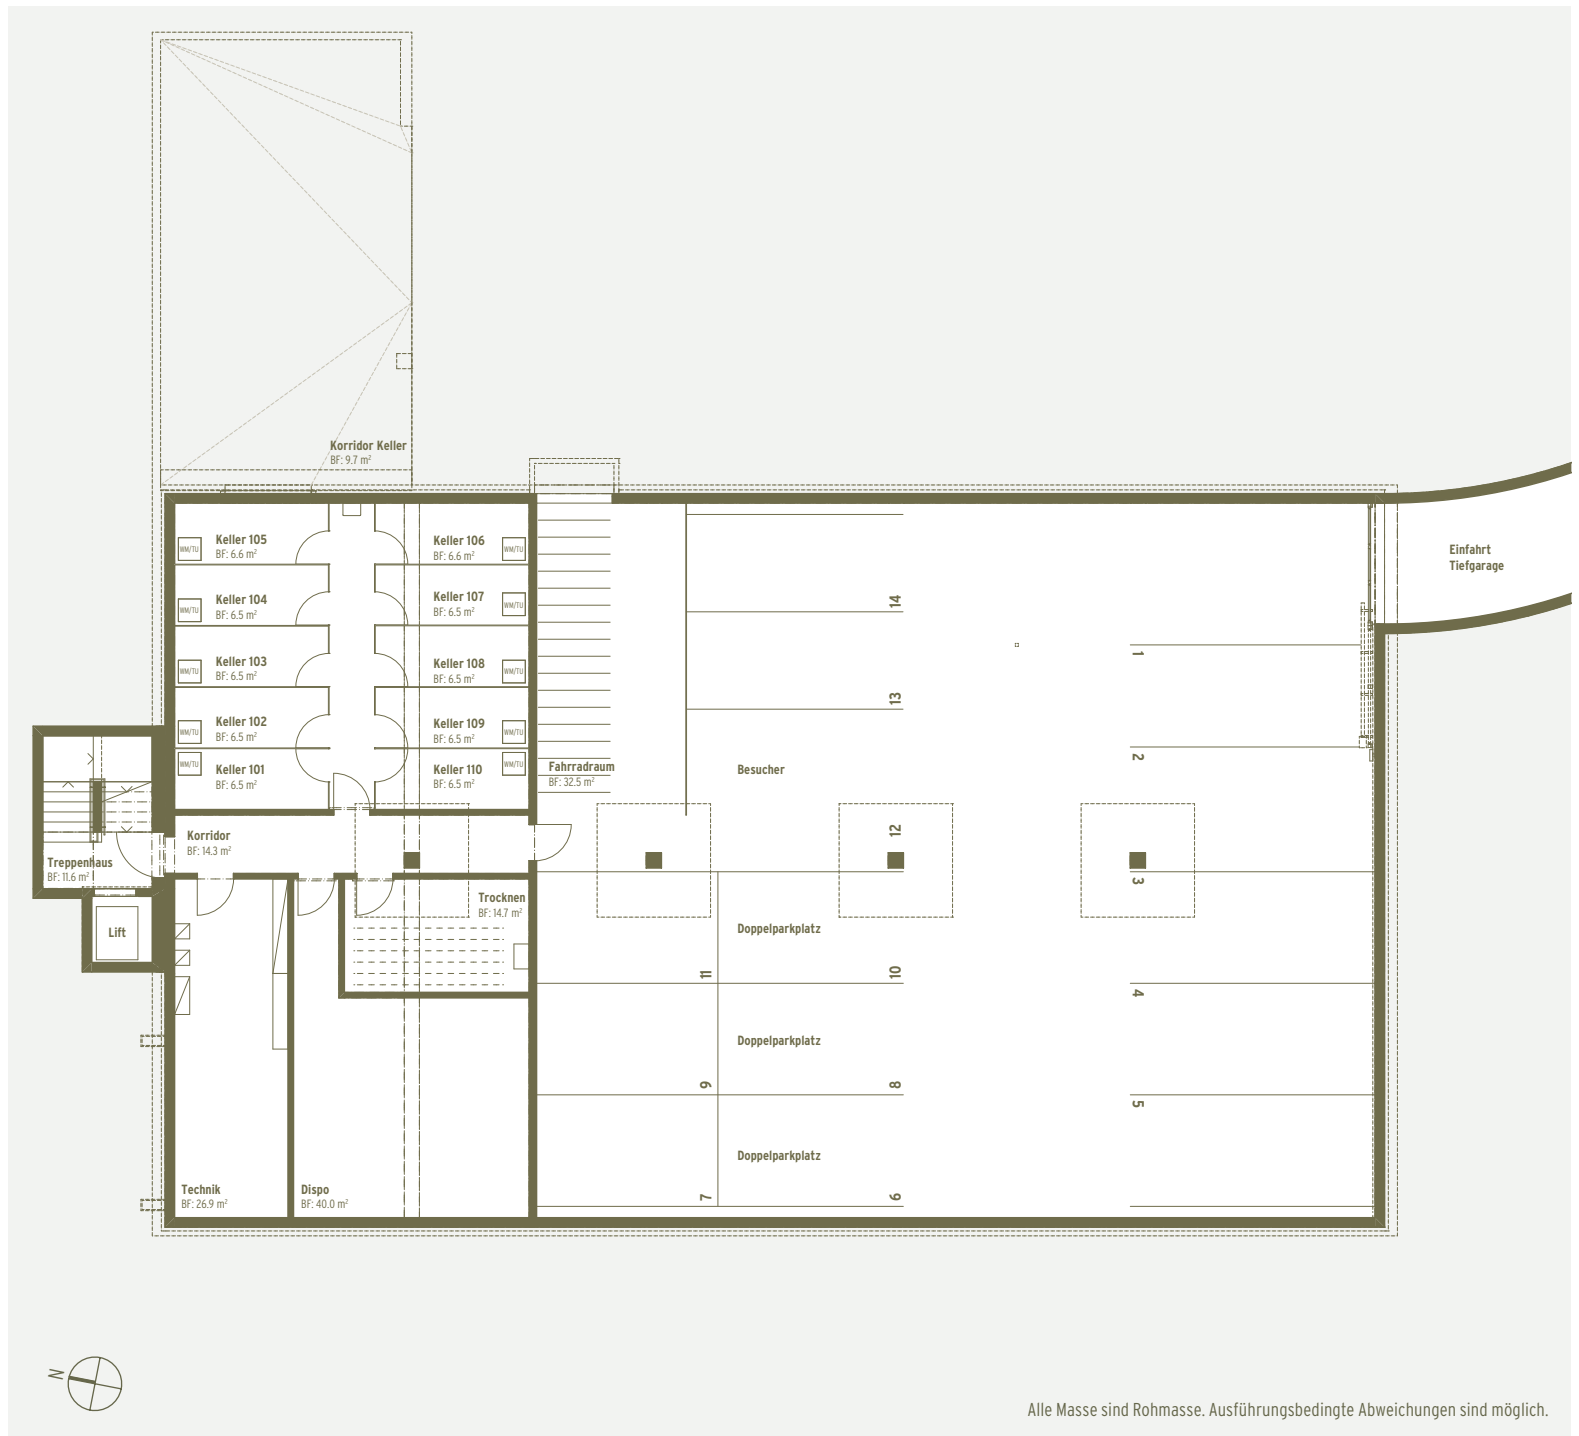 Korridor Keller
BF: 9.7 m²
Keller 105
BF: 6.6 m²
WM/TU
Keller 106
BF: 6.6 m²
WM/TU
Keller 104
BF: 6.5 m²
WM/TU
Keller 107
BF: 6.5 m²
WM/TU
Keller 103
BF: 6.5 m²
WM/TU
Keller 108
BF: 6.5 m²
WM/TU
Keller 102
BF: 6.5 m²
WM/TU
Keller 109
BF: 6.5 m²
WM/TU
Keller 101
BF: 6.5 m²
WM/TU
Keller 110
BF: 6.5 m²
WM/TU
Fahrradraum
BF: 32.5 m²
Besucher
Einfahrt
Tiefgarage
14
13
12
1
2
3
4
5
Korridor
BF: 14.3 m²
Treppenhaus
BF: 11.6 m²
Lift
Trocknen
BF: 14.7 m²
Doppelparkplatz
11
10
Doppelparkplatz
9
8
Doppelparkplatz
7
6
Technik
BF: 26.9 m²
Dispo
BF: 40.0 m²
N
Alle Masse sind Rohmasse. Ausführungsbedingte Abweichungen sind möglich.